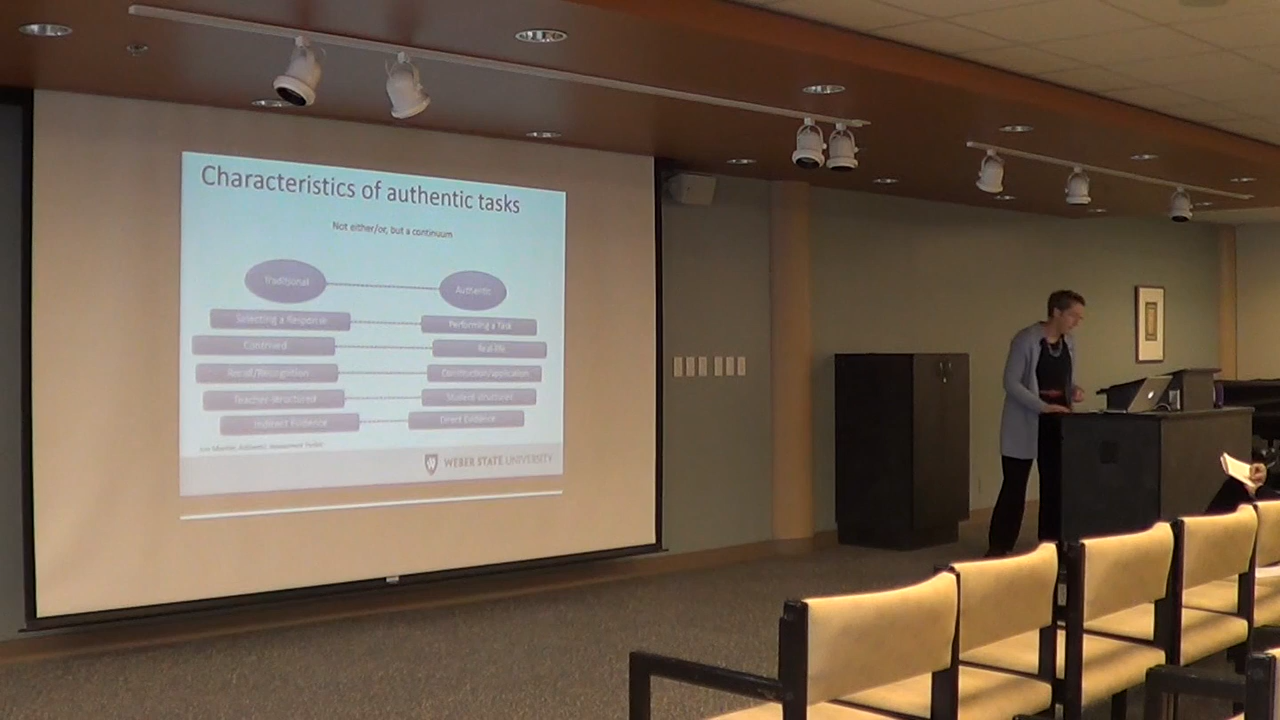 Characteristics of authentic tasks
Not either/or, but a continuum
Traditional
Authentic
Selecting a Response
Performing a Task
Contrived
Real-life
Recall/Recognition
Construction/application
Teacher-structured
Student-structured
Indirect Evidence
Direct Evidence
WEBER STATE UNIVERSITY